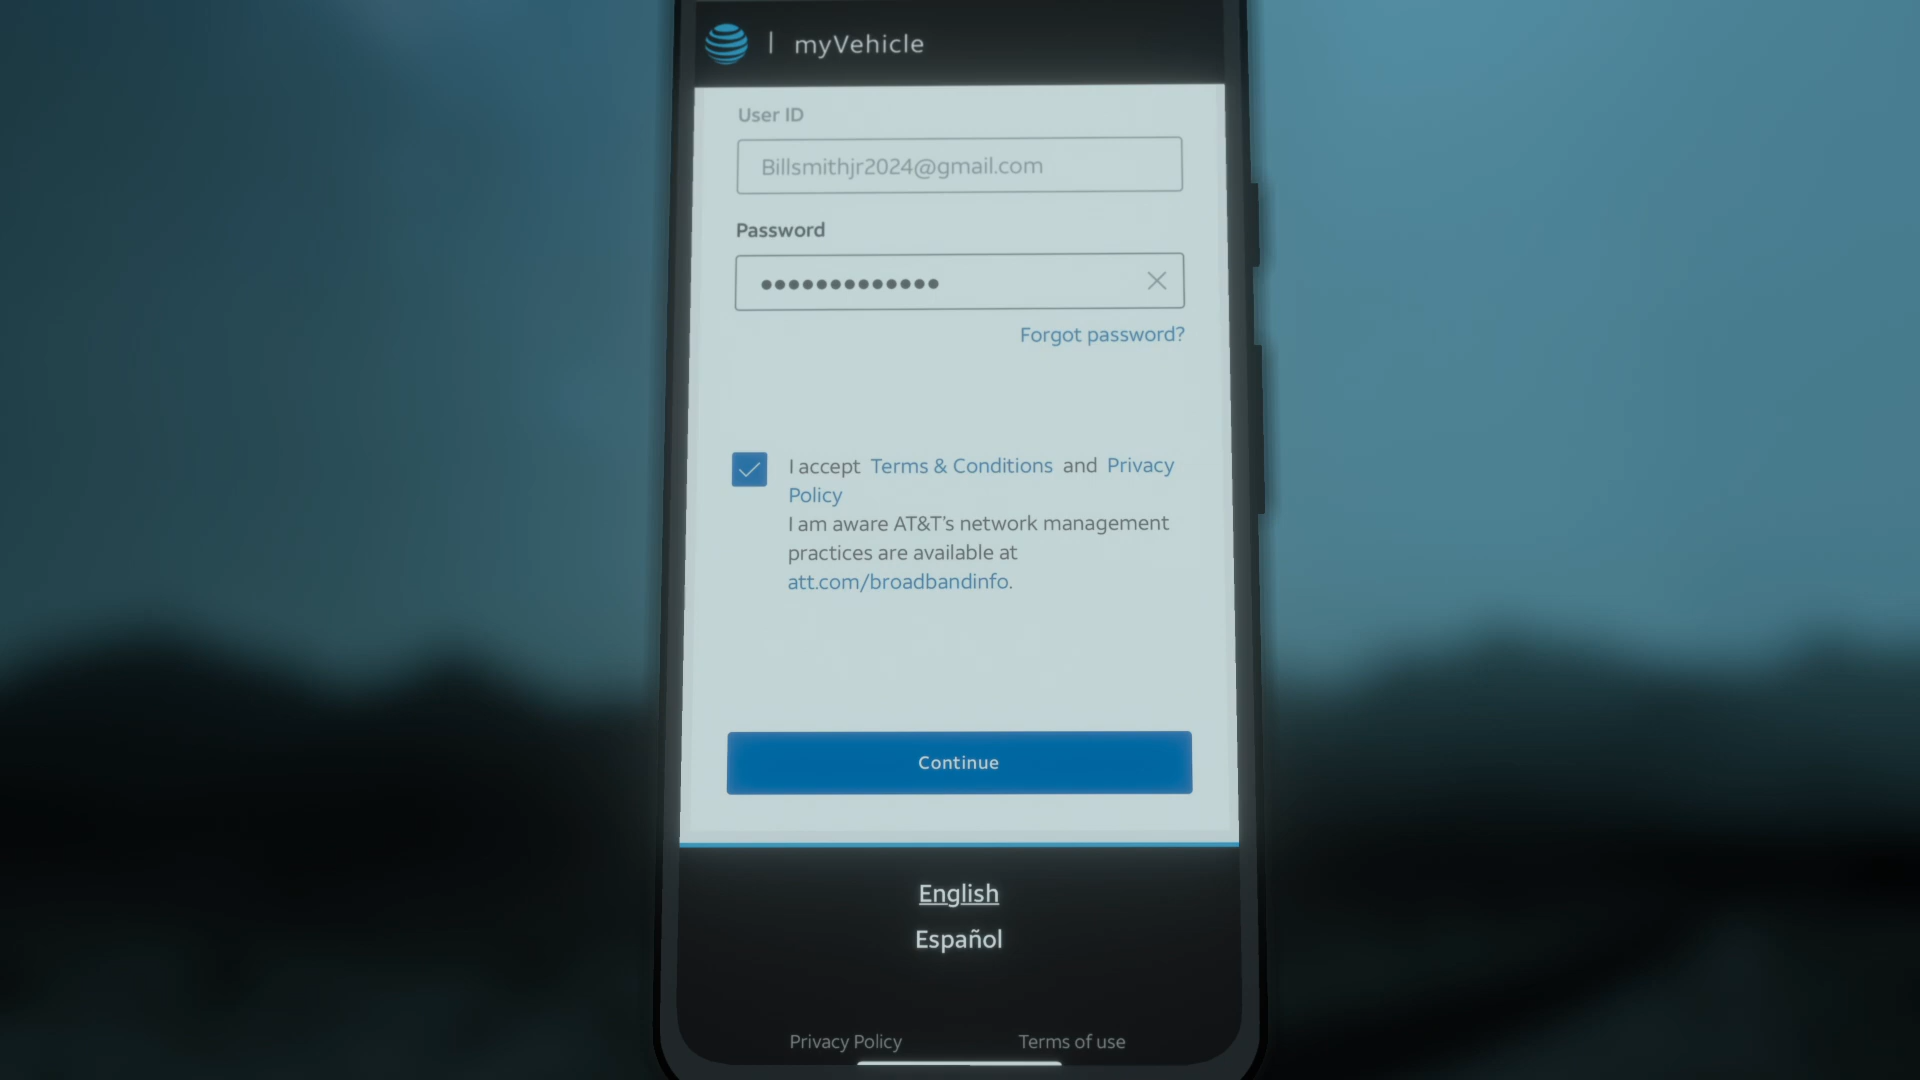 myVehicle
User ID
Billsmithjr2024@gmail.com
Password
•••••••••••••
Forgot password?
I accept Terms & Conditions and Privacy
Policy
I am aware AT&T's network management
practices are available at
att.com/broadbandinfo.
Continue
English
Español
Privacy Policy Terms of use